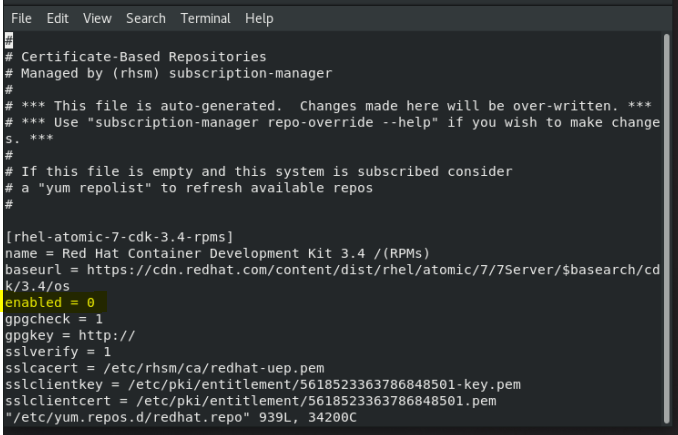 File Edit View Search Terminal Help
#
# Certificate-Based Repositories
# Managed by (rhsm) subscription-manager
#
# *** This file is auto-generated.  Changes made here will be over-written. ***
# *** Use "subscription-manager repo-override --help" if you wish to make change
s. ***
#
# If this file is empty and this system is subscribed consider
# a "yum repolist" to refresh available repos
#
[rhel-atomic-7-cdk-3.4-rpms]
name = Red Hat Container Development Kit 3.4 /(RPMs)
baseurl = https://cdn.redhat.com/content/dist/rhel/atomic/7/7Server/$basearch/cd
k/3.4/os
enabled = 0
gpgcheck = 1
gpgkey = http://
sslverify = 1
sslcacert = /etc/rhsm/ca/redhat-uep.pem
sslclientkey = /etc/pki/entitlement/5618523363786848501-key.pem
sslclientcert = /etc/pki/entitlement/5618523363786848501.pem
"/etc/yum.repos.d/redhat.repo" 939L, 34200C